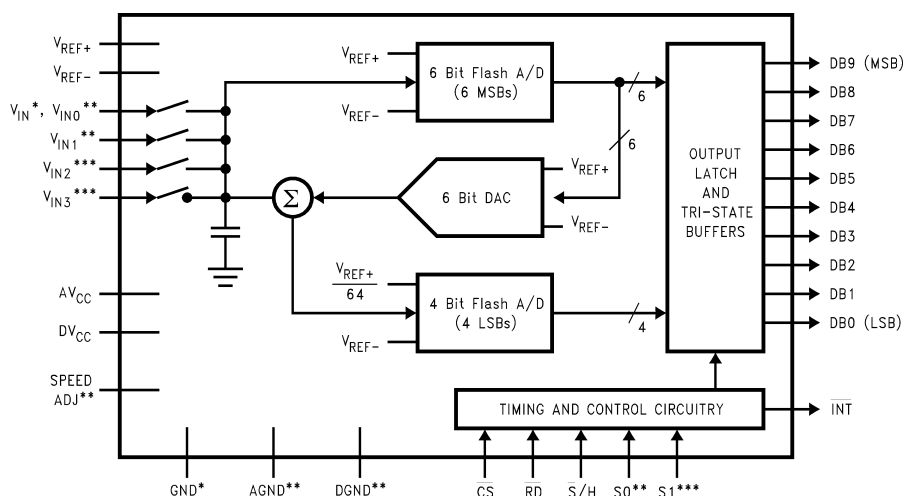 VREF+
VREF-
VIN*, VIN0**
VIN1**
VIN2***
VIN3***
AVCC
DVCC
SPEED
ADJ**
VREF+
VREF-
6 Bit Flash A/D
(6 MSBs)
6
6
VREF+
VREF-
6 Bit DAC
Σ
VREF+
64
VREF-
4 Bit Flash A/D
(4 LSBs)
4
OUTPUT
LATCH
AND
TRI-STATE
BUFFERS
DB9 (MSB)
DB8
DB7
DB6
DB5
DB4
DB3
DB2
DB1
DB0 (LSB)
TIMING AND CONTROL CIRCUITRY
I̅N̅T̅
GND*
AGND**
DGND**
C̅S̅
R̅D̅
S̅/H
S0**
S1***